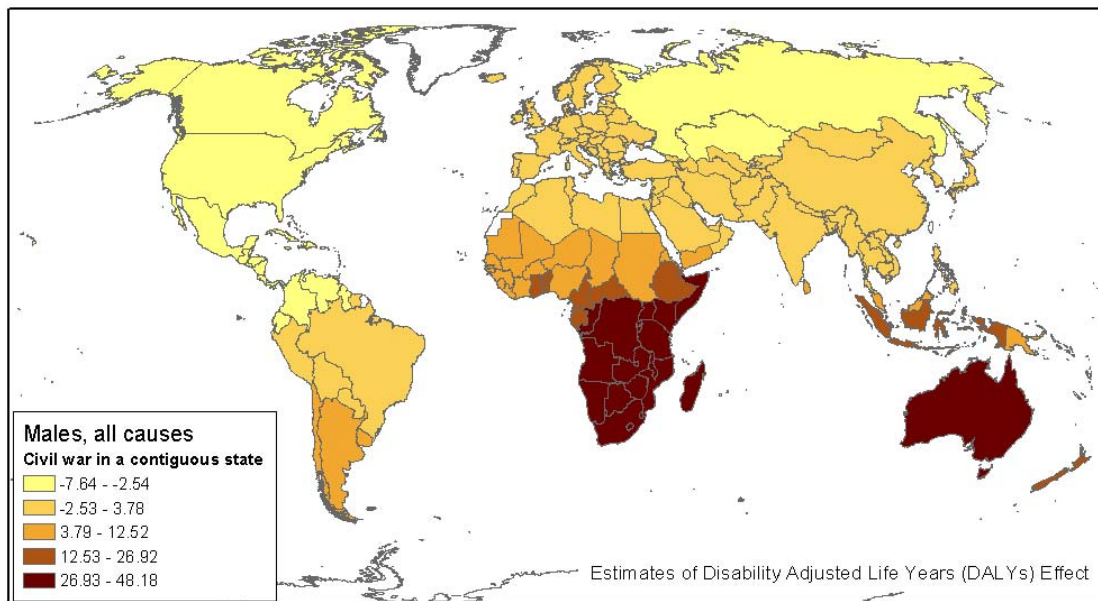 Males, all causes
Civil war in a contiguous state
-7.64 - -2.54
-2.53 - 3.78
3.79 - 12.52
12.53 - 26.92
26.93 - 48.18
Estimates of Disability Adjusted Life Years (DALYs) Effect